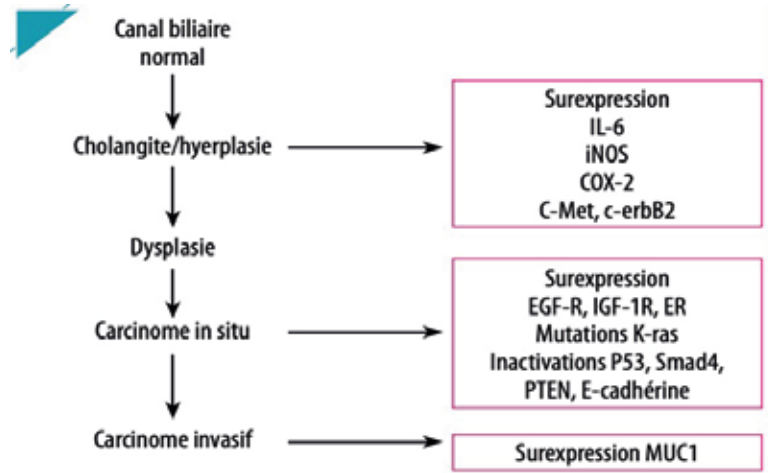 Canal biliaire
normal
Cholangite/hyerplasie
Surexpression
IL-6
iNOS
COX-2
C-Met, c-erbB2
Dysplasie
Carcinome in situ
Surexpression
EGF-R, IGF-1R, ER
Mutations K-ras
Inactivations P53, Smad4,
PTEN, E-cadhérine
Carcinome invasif
Surexpression MUC1